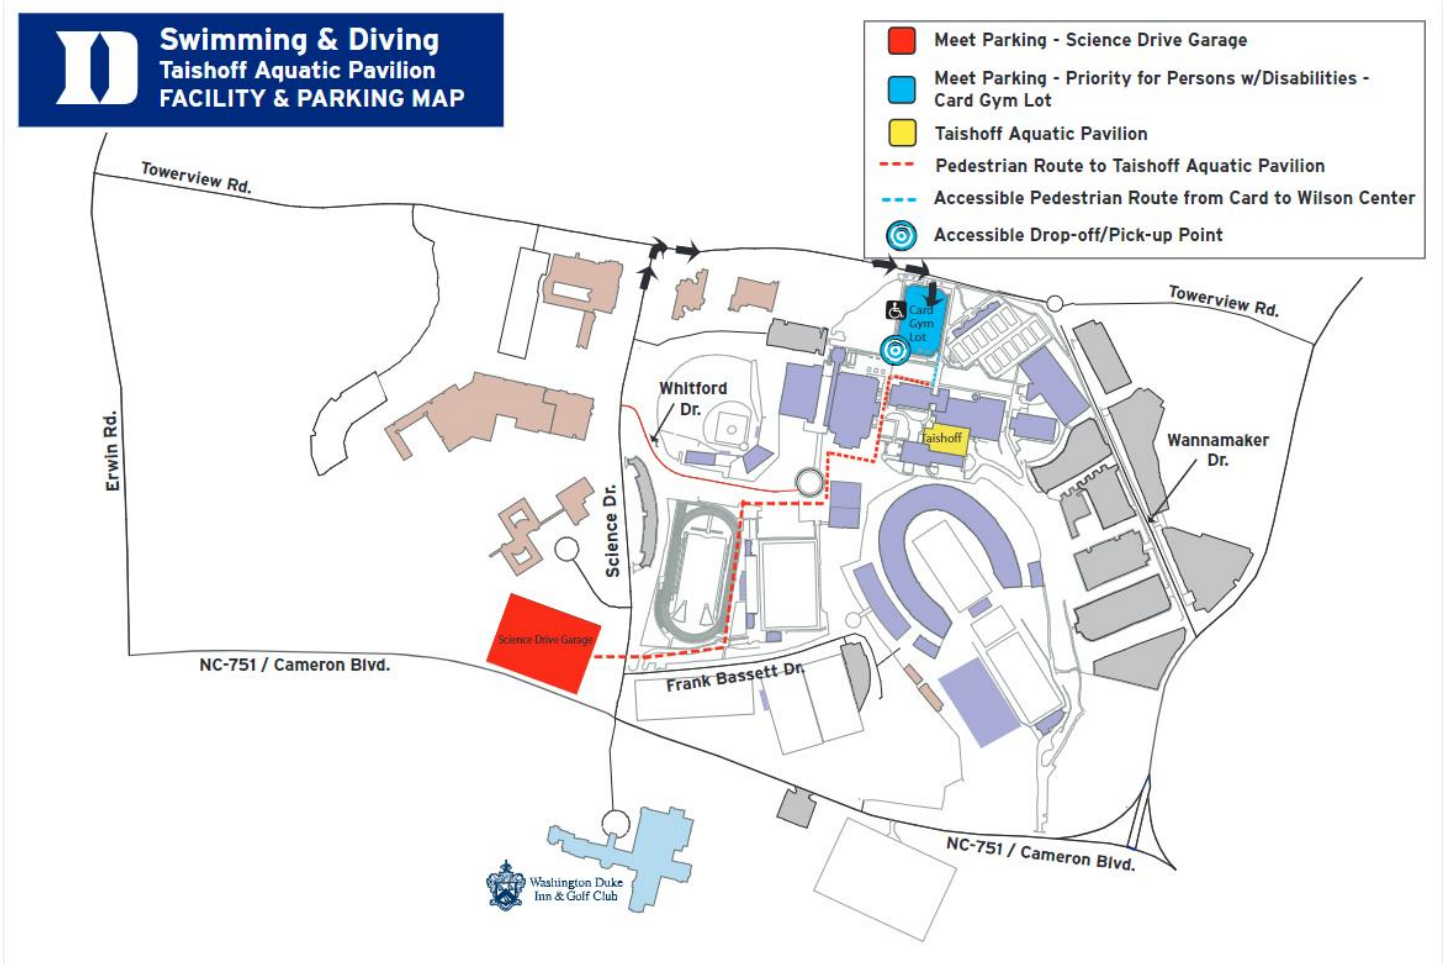 Swimming & Diving
Taishoff Aquatic Pavilion
FACILITY & PARKING MAP
Meet Parking - Science Drive Garage
Meet Parking - Priority for Persons w/Disabilities -
Card Gym Lot
Taishoff Aquatic Pavilion
Pedestrian Route to Taishoff Aquatic Pavilion
Accessible Pedestrian Route from Card to Wilson Center
Accessible Drop-off/Pick-up Point
Towerview Rd.
Towerview Rd.
Card
Gym
Lot
Whitford
Dr.
Erwin Rd.
Taishoff
Wannamaker
Dr.
Science Dr.
Science Drive Garage
NC-751 / Cameron Blvd.
Frank Bassett Dr.
NC-751 / Cameron Blvd.
Washington Duke
Inn & Golf Club